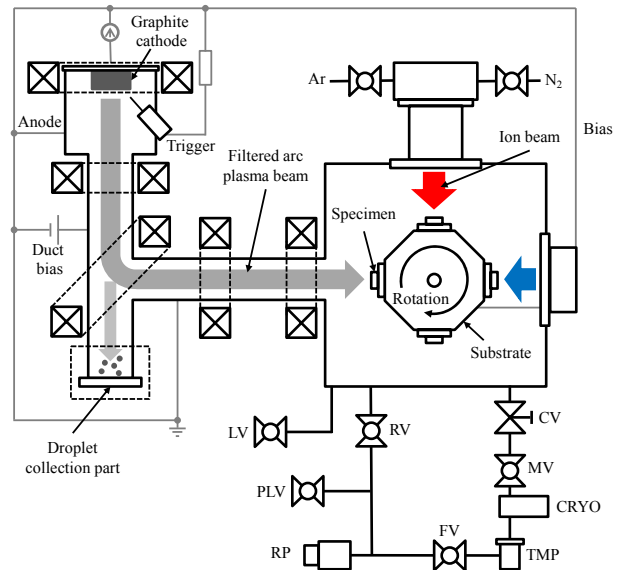 Graphite
cathode
Ar
N2
Anode
Trigger
Bias
Ion beam
Filtered arc
plasma beam
Specimen
Duct
bias
Rotation
Substrate
Droplet
collection part
LV
RV
CV
MV
PLV
CRYO
FV
RP
TMP